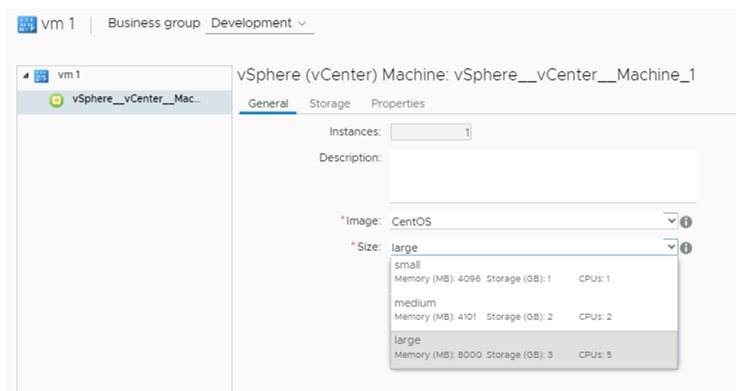 vm 1 Business group Development
vm 1
vSphere__vCenter__Mac...
vSphere (vCenter) Machine: vSphere__vCenter__Machine_1
General Storage Properties
Instances: 1
Description:
*Image: CentOS
*Size: large
small
Memory (MB): 4096 Storage (GB): 1 CPUs: 1
medium
Memory (MB): 4101 Storage (GB): 2 CPUs: 2
large
Memory (MB): 8000 Storage (GB): 3 CPUs: 5